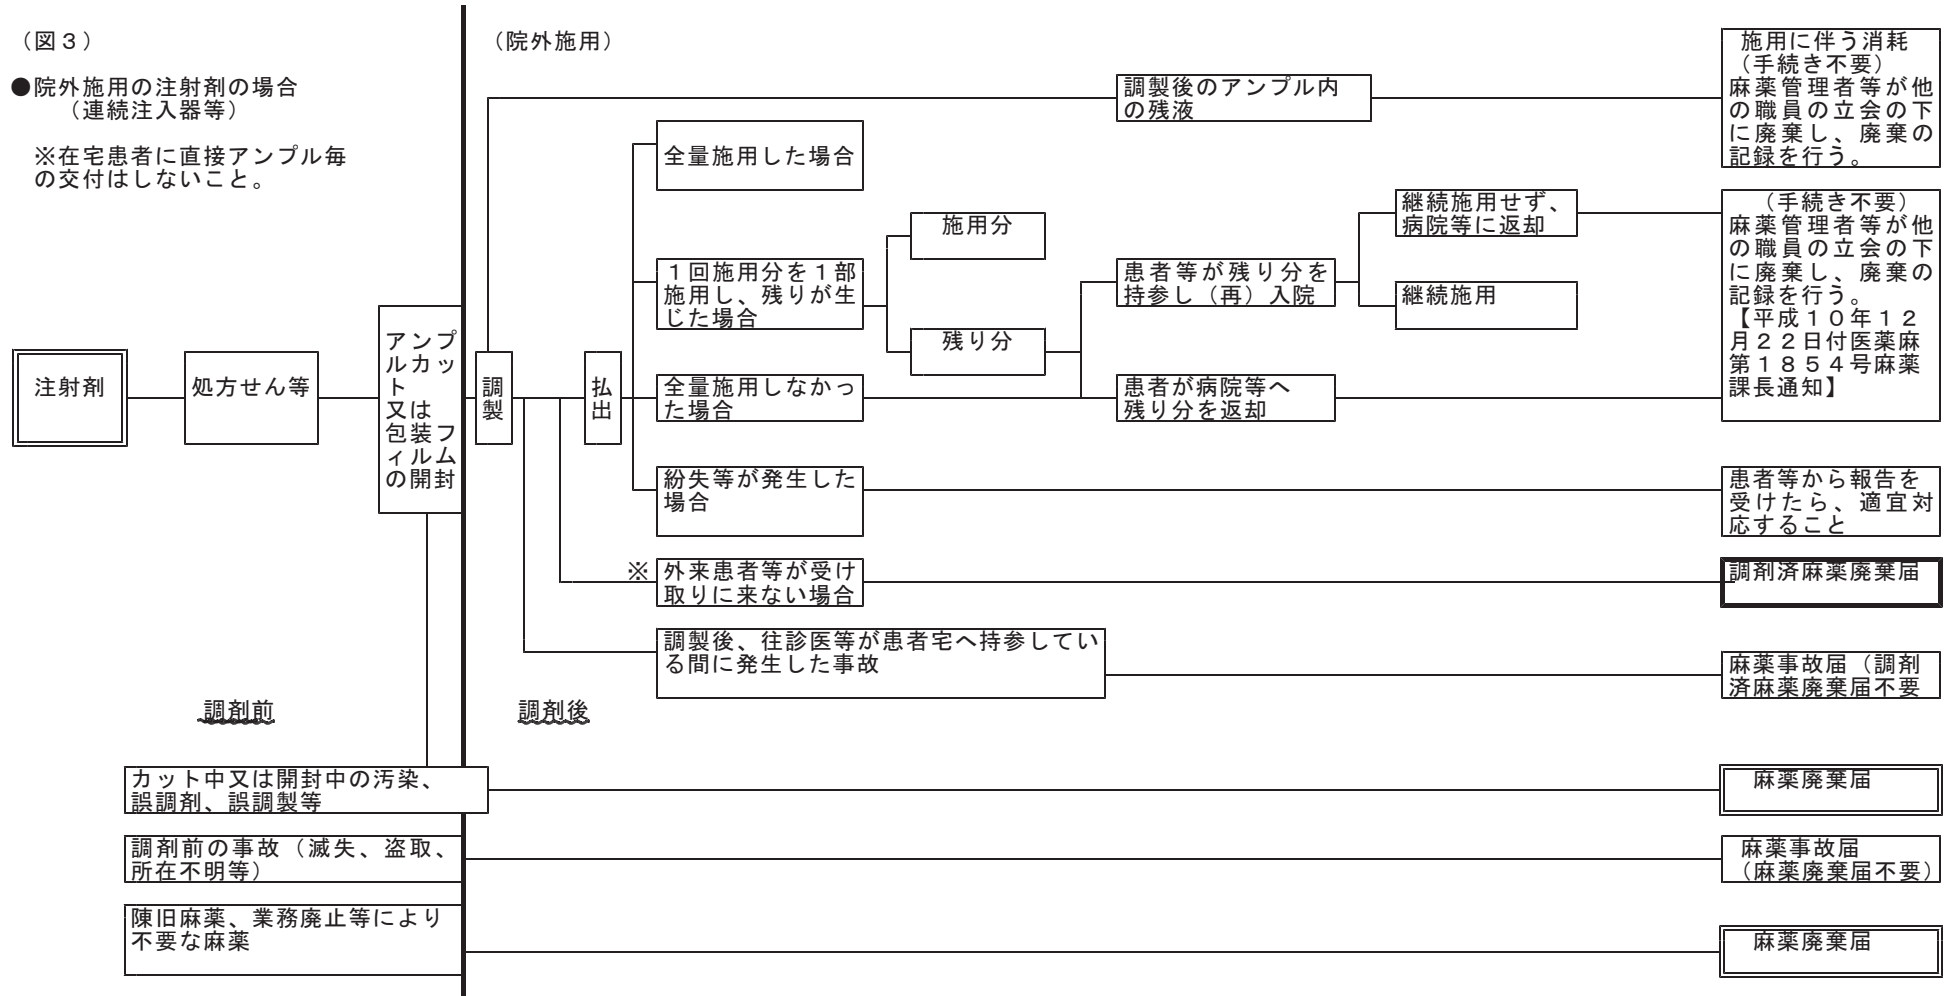 （図３）
●院外施用の注射剤の場合
（連続注入器等）
※在宅患者に直接アンプル毎
の交付はしないこと。
（院外施用）
注射剤
処方せん等
アンプ
ルカッ
ト
又は
包装フ
ィルム
の開封
調
製
払
出
調製後のアンプル内
の残液
施用に伴う消耗
（手続き不要）
麻薬管理者等が他
の職員の立会の下
に廃棄し、廃棄の
記録を行う。
全量施用した場合
１回施用分を１部
施用し、残りが生
じた場合
施用分
残り分
患者等が残り分を
持参し（再）入院
継続施用せず、
病院等に返却
継続施用
（手続き不要）
麻薬管理者等が他
の職員の立会の下
に廃棄し、廃棄の
記録を行う。
【平成１０年１２
月２２日付医薬麻
第１８５４号麻薬
課長通知】
全量施用しなかっ
た場合
患者が病院等へ
残り分を返却
紛失等が発生した
場合
患者等から報告を
受けたら、適宜対
応すること
※
外来患者等が受け
取りに来ない場合
調剤済麻薬廃棄届
調製後、往診医等が患者宅へ持参してい
る間に発生した事故
麻薬事故届（調剤
済麻薬廃棄届不要
調剤前
調剤後
カット中又は開封中の汚染、
誤調剤、誤調製等
麻薬廃棄届
調剤前の事故（滅失、盗取、
所在不明等）
麻薬事故届
（麻薬廃棄届不要）
陳旧麻薬、業務廃止等により
不要な麻薬
麻薬廃棄届